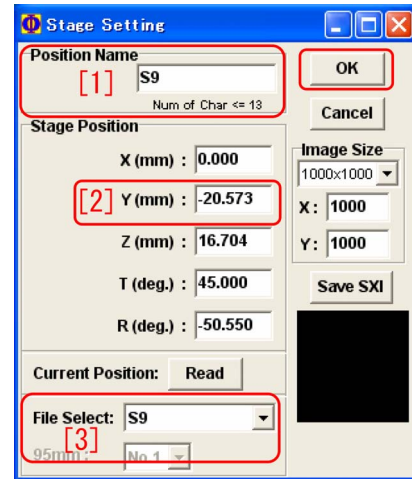 Stage Setting
Position Name
[1] S9
Num of Char <= 13
OK
Cancel
Stage Position
X (mm) : 0.000
[2] Y (mm) : -20.573
Z (mm) : 16.704
T (deg.) : 45.000
R (deg.) : -50.550
Image Size
1000x1000
X : 1000
Y : 1000
Save SXI
Current Position: Read
File Select: S9
[3]
95mm : No.1